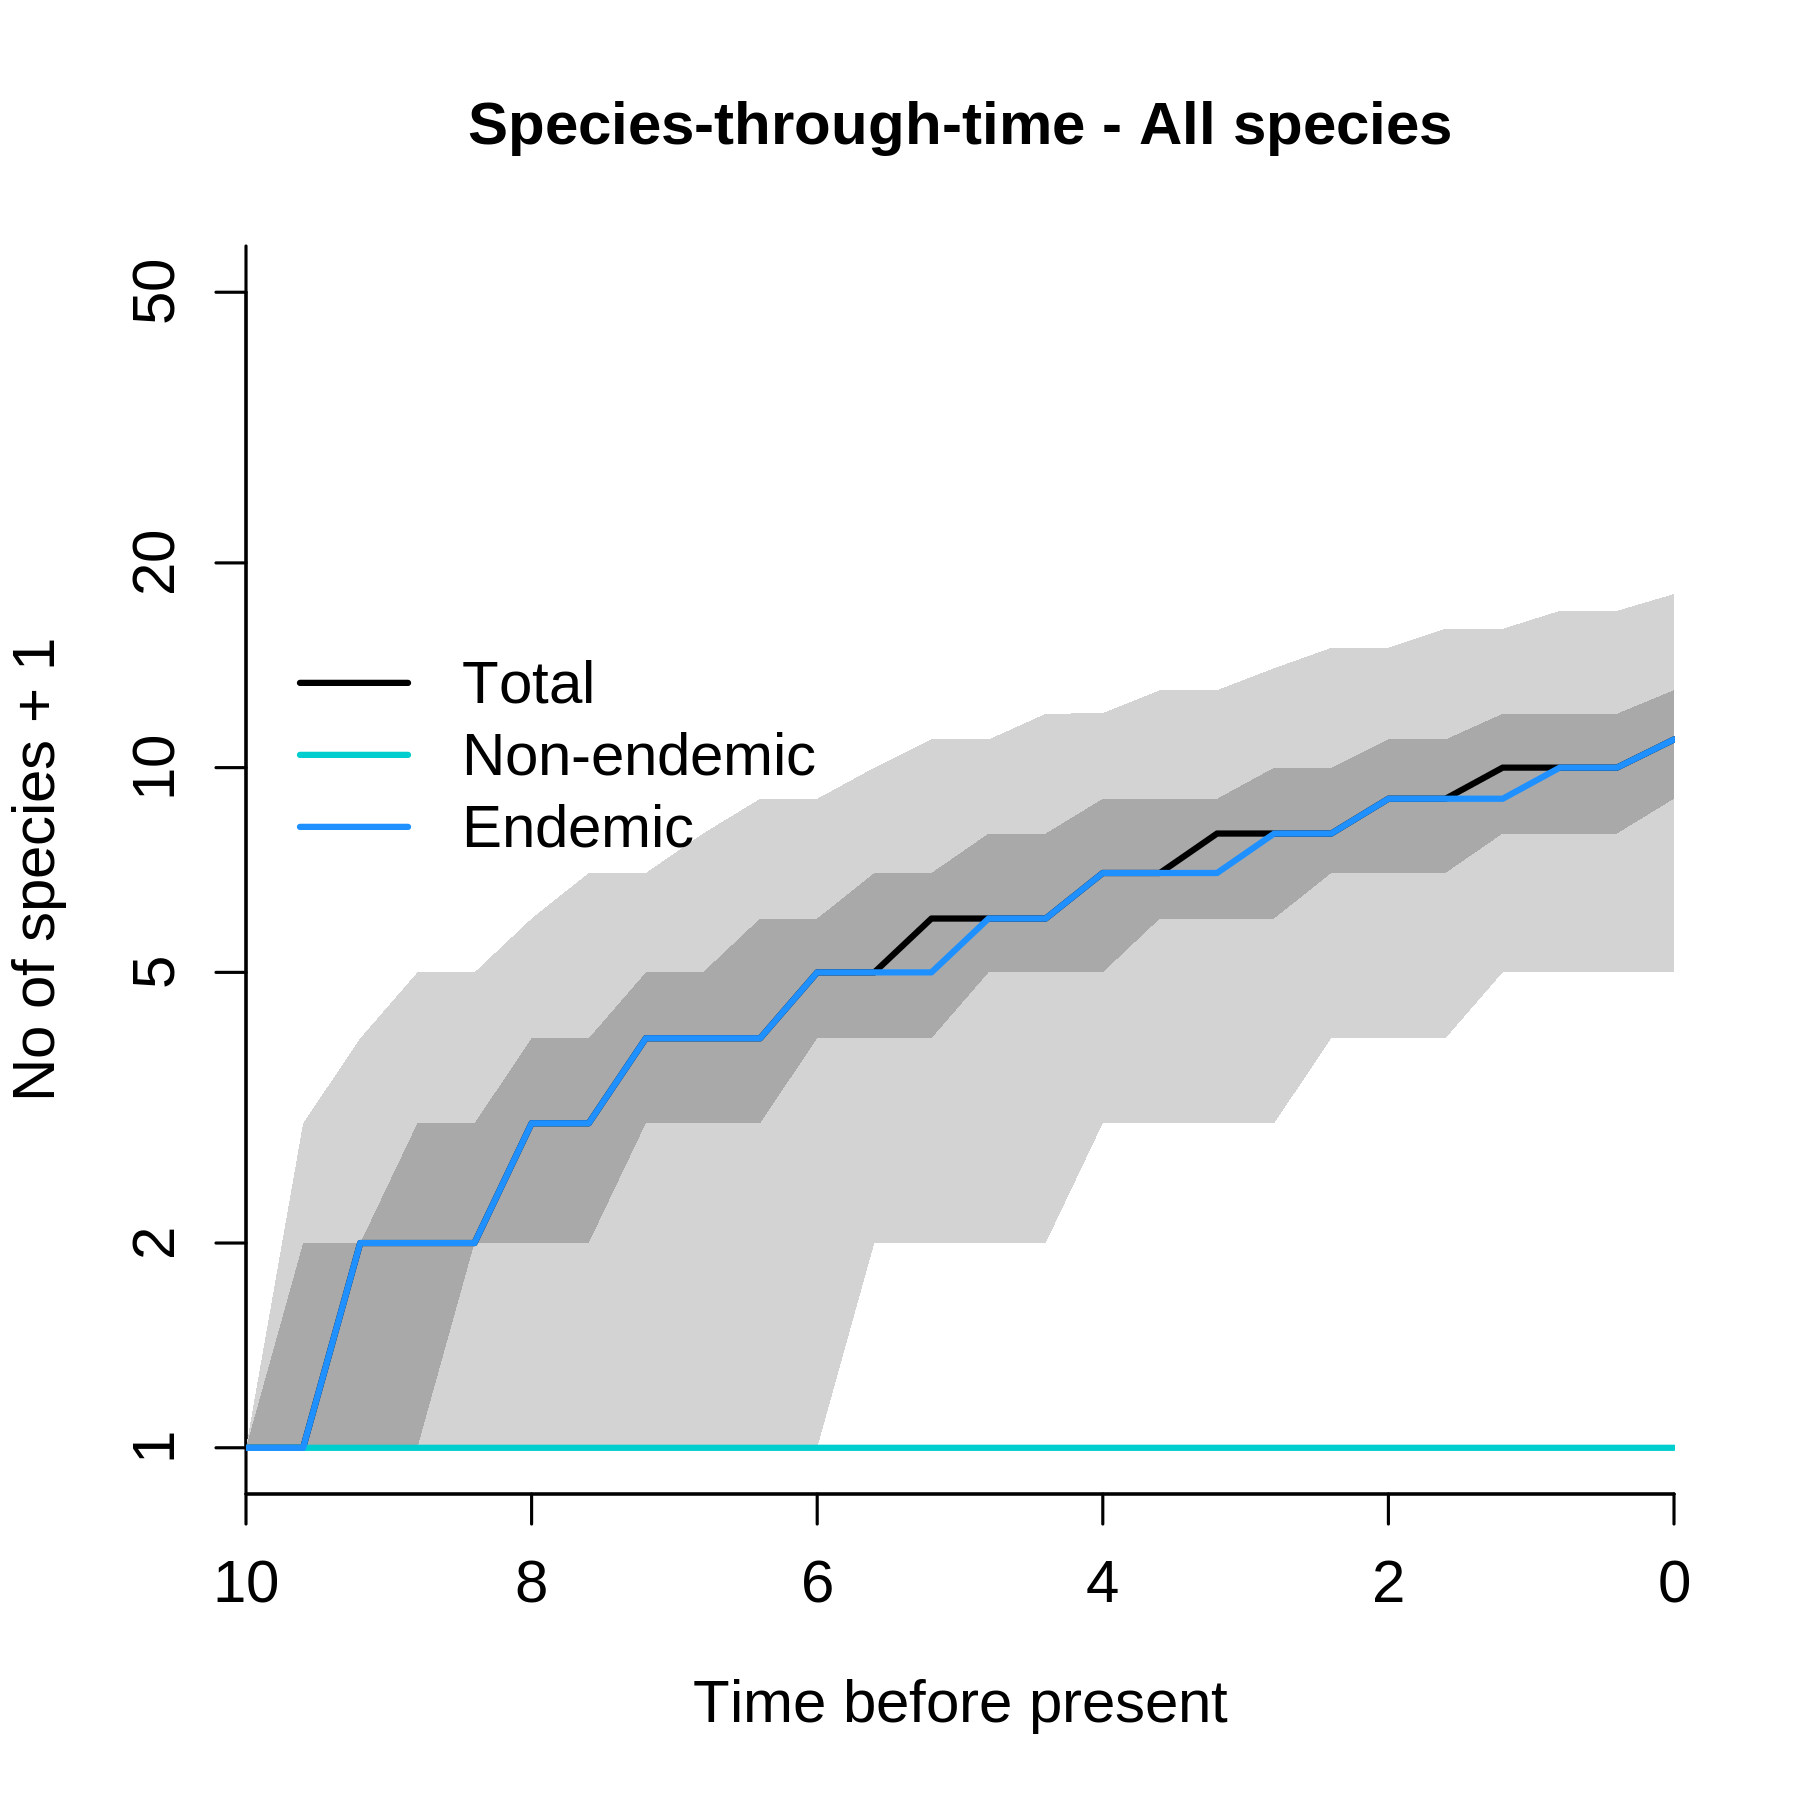 Species-through-time - All species
No of species + 1
50
20
10
5
2
1
Total
Non-endemic
Endemic
10 8 6 4 2 0
Time before present